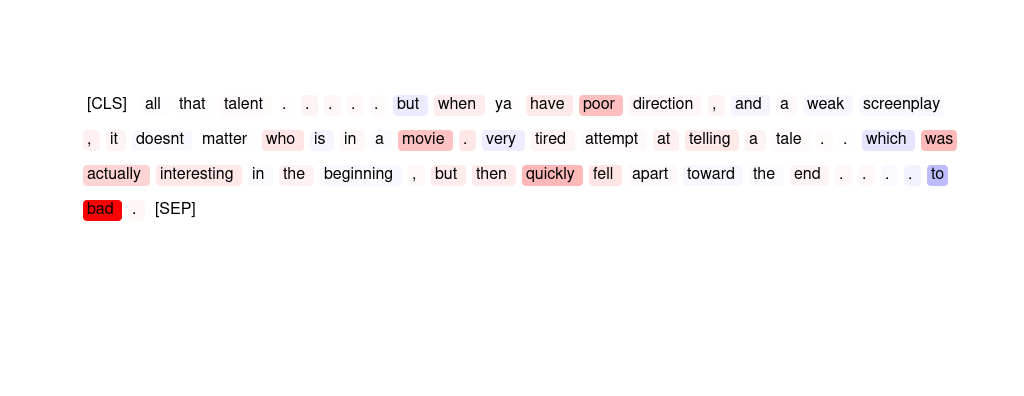 [CLS] all that talent . . . . . but when ya have poor direction , and a weak screenplay
, it doesnt matter who is in a movie . very tired attempt at telling a tale . . which was
actually interesting in the beginning , but then quickly fell apart toward the end . . . . to
bad . [SEP]